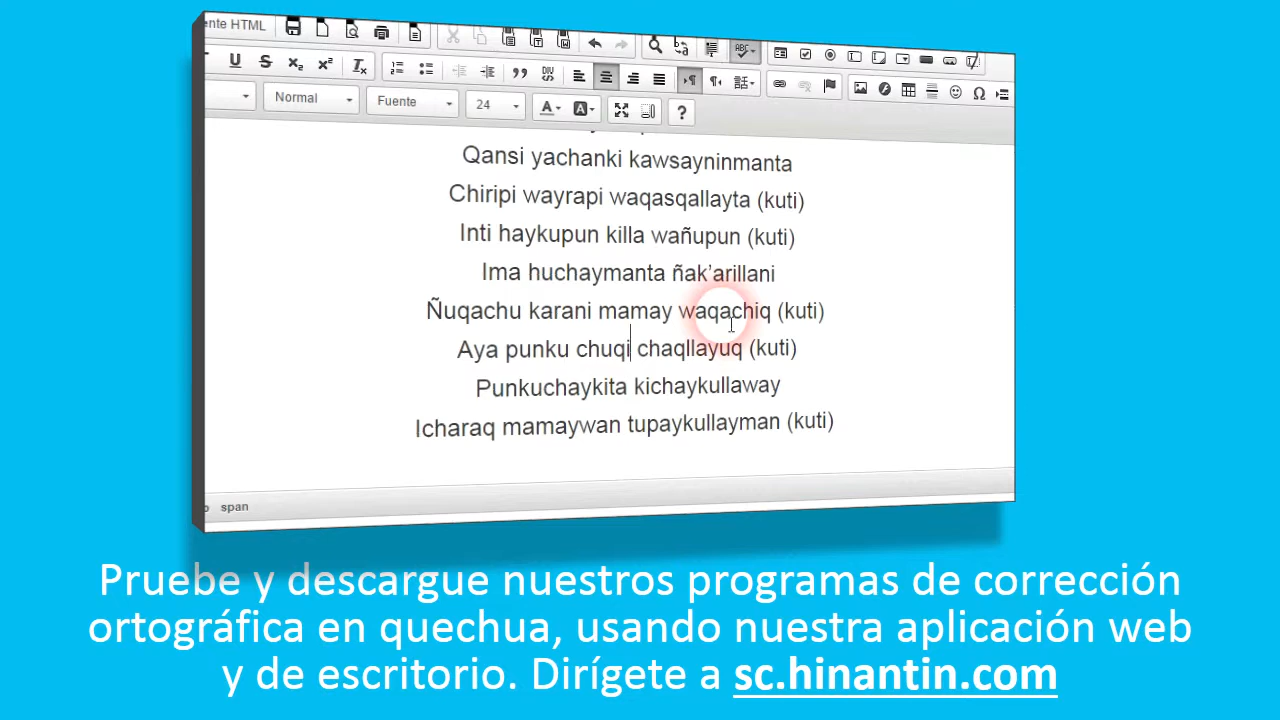 ente HTML
Normal Fuente 24
Qansi yachanki kawsayninmanta
Chiripi wayrapi waqasqallayta (kuti)
Inti haykupun killa wañupun (kuti)
Ima huchaymanta ñak'arillani
Ñuqachu karani mamay waqachiq (kuti)
Aya punku chuqi chaqllayuq (kuti)
Punkuchaykita kichaykullaway
Icharaq mamaywan tupaykullayman (kuti)
span
Pruebe y descargue nuestros programas de corrección
ortográfica en quechua, usando nuestra aplicación web
y de escritorio. Dirígete a sc.hinantin.com